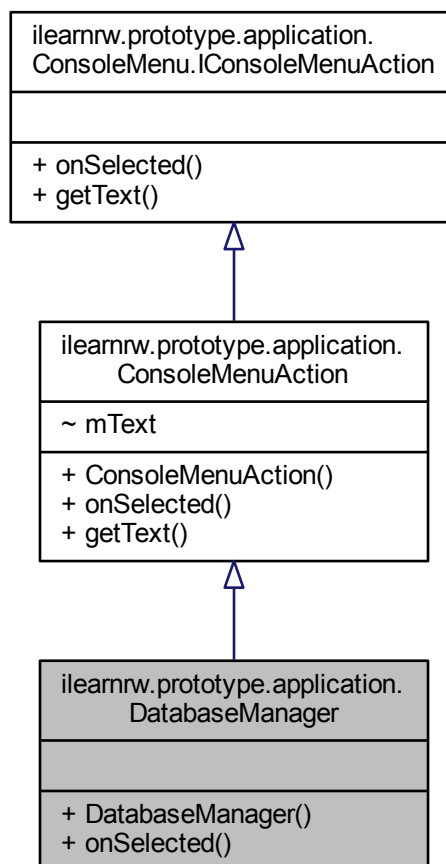 ilearnrw.prototype.application.
ConsoleMenu.IConsoleMenuAction
+ onSelected()
+ getText()
ilearnrw.prototype.application.
ConsoleMenuAction
~ mText
+ ConsoleMenuAction()
+ onSelected()
+ getText()
ilearnrw.prototype.application.
DatabaseManager
+ DatabaseManager()
+ onSelected()